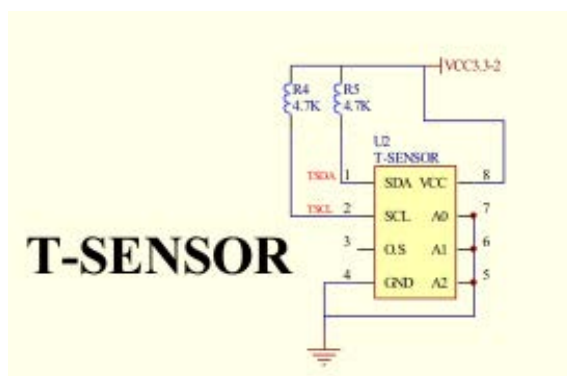 VCC3.3-2
R4 R5
4.7K 4.7K
U2
T-SENSOR
TSDA 1 SDA VCC 8
TSCL 2 SCL A0 7
3 O.S A1 6
4 GND A2 5
T-SENSOR